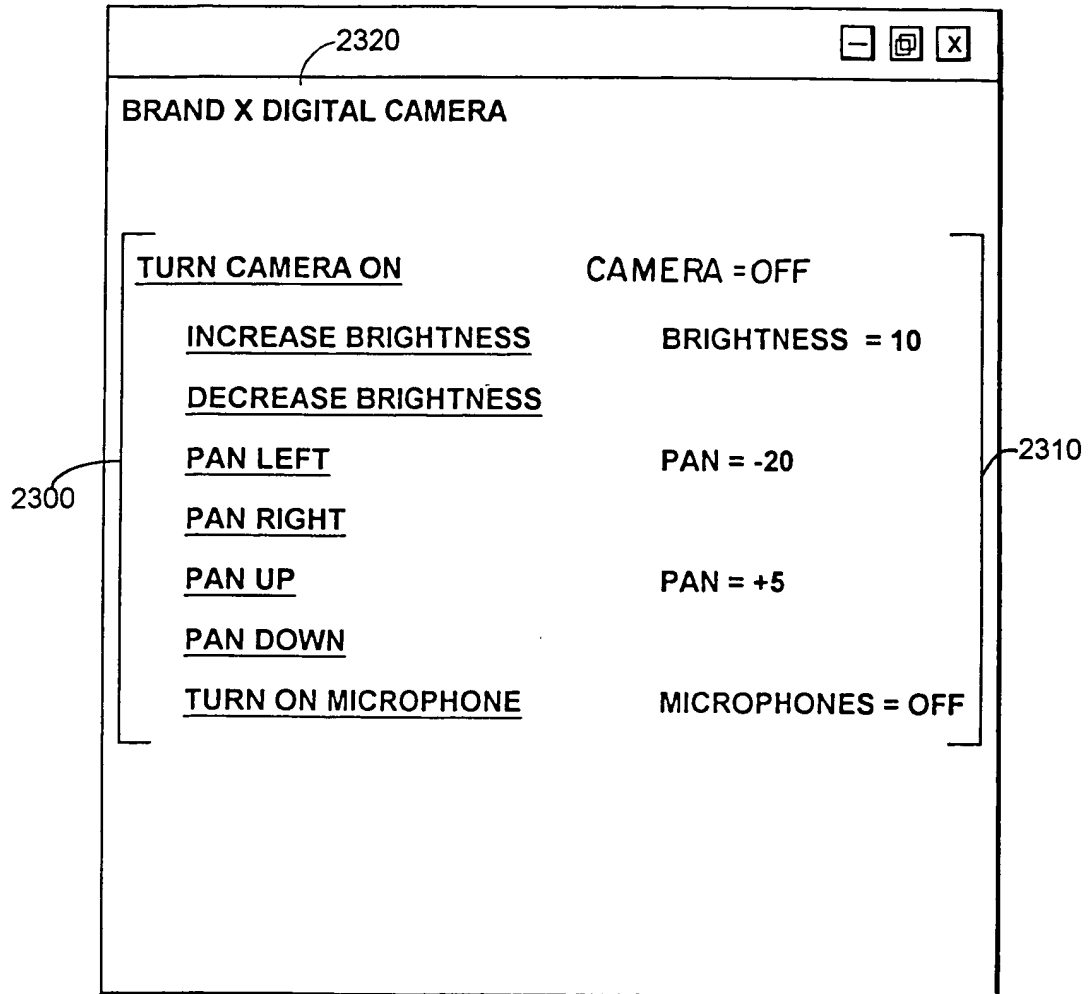 2320
BRAND X DIGITAL CAMERA
TURN CAMERA ON CAMERA = OFF
INCREASE BRIGHTNESS BRIGHTNESS = 10
DECREASE BRIGHTNESS
PAN LEFT PAN = -20
2310
2300
PAN RIGHT
PAN UP PAN = +5
PAN DOWN
TURN ON MICROPHONE MICROPHONES = OFF